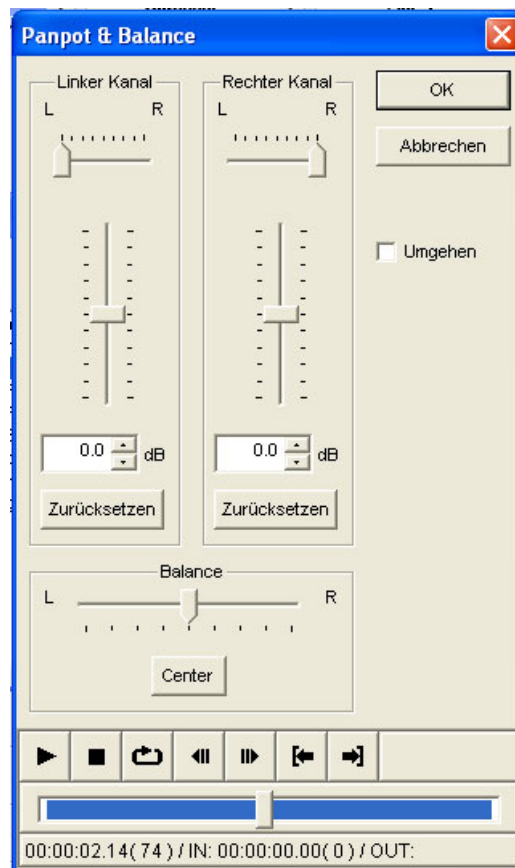 Panpot & Balance
Linker Kanal
L R
0.0 dB
Zurücksetzen
Rechter Kanal
L R
0.0 dB
Zurücksetzen
OK
Abbrechen
Umgehen
Balance
L R
Center
00:00:02.14( 74 ) / IN: 00:00:00.00( 0 ) / OUT: